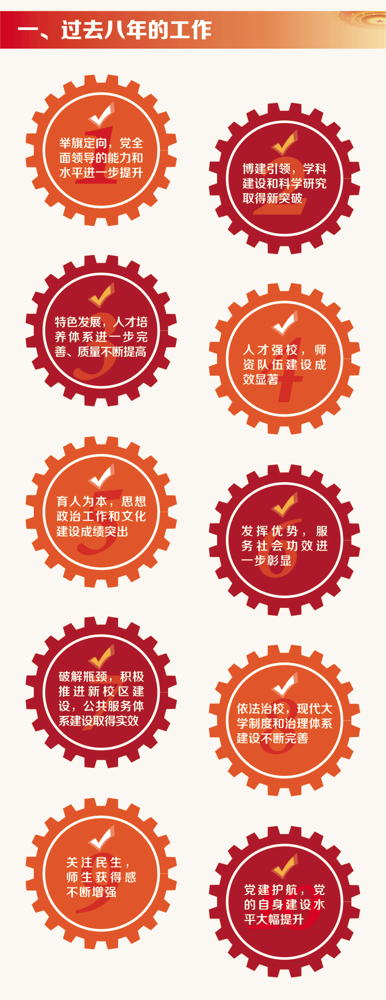 一、过去八年的工作
1
举旗定向，党全
面领导的能力和
水平进一步提升
2
博建引领，学科
建设和科学研究
取得新突破
3
特色发展，人才培
养体系进一步完
善、质量不断提高
4
人才强校，师
资队伍建设成
效显著
5
育人为本，思想
政治工作和文化
建设成绩突出
6
发挥优势，服
务社会功效进
一步彰显
7
破解瓶颈，积极
推进新校区建
设，公共服务体
系建设取得实效
8
依法治校，现代大
学制度和治理体系
建设不断完善
9
关注民生，
师生获得感
不断增强
10
党建护航，党
的自身建设水
平大幅提升